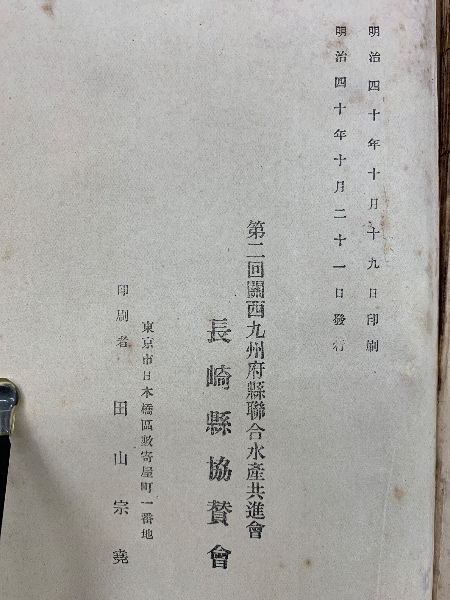 明治四十年十月十九日印刷
明治四十年十月二十一日發行
第二回關西九州府縣聯合水產共進會
長崎縣協賛會
東京市日本橋區數寄屋町一番地
印刷者 田山宗堯